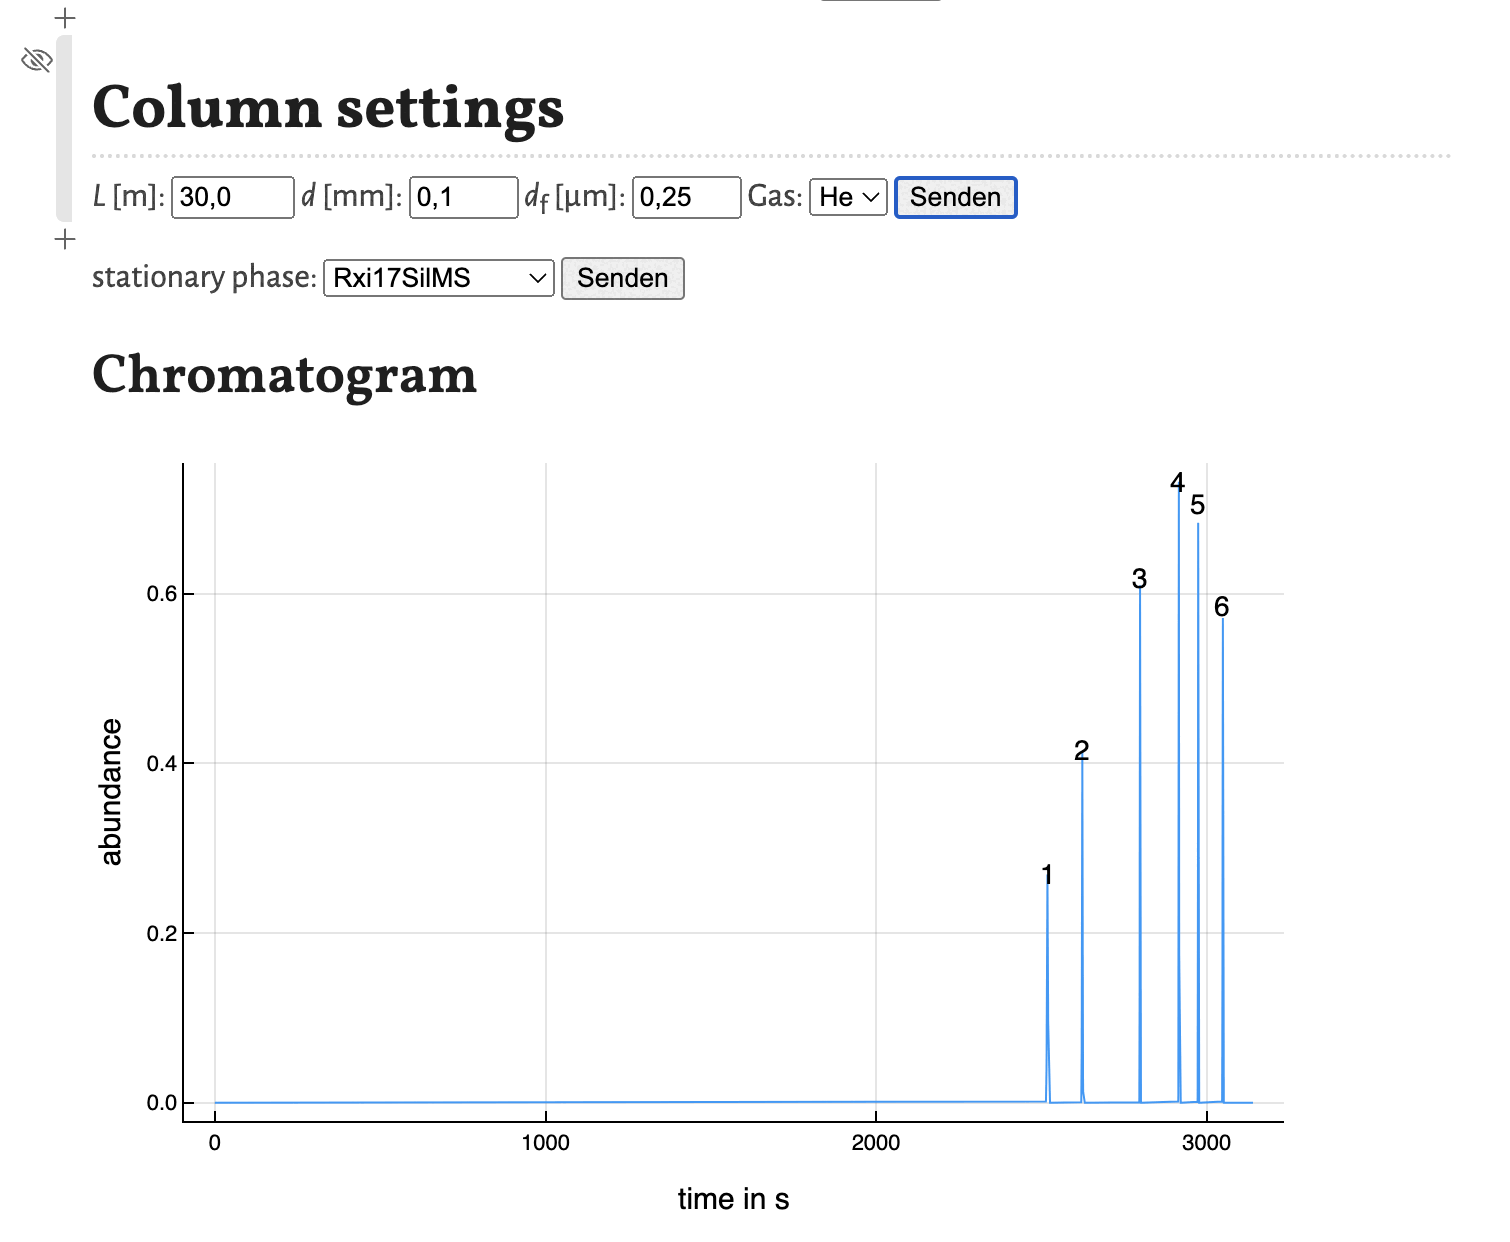 Column settings
L [m]: 30,0 d [mm]: 0,1 df [µm]: 0,25 Gas: He Senden
stationary phase: Rxi17SilMS Senden
Chromatogram
4
5
3
6
0.6
2
0.4
abundance
1
0.2
0.0
0 1000 2000 3000
time in s